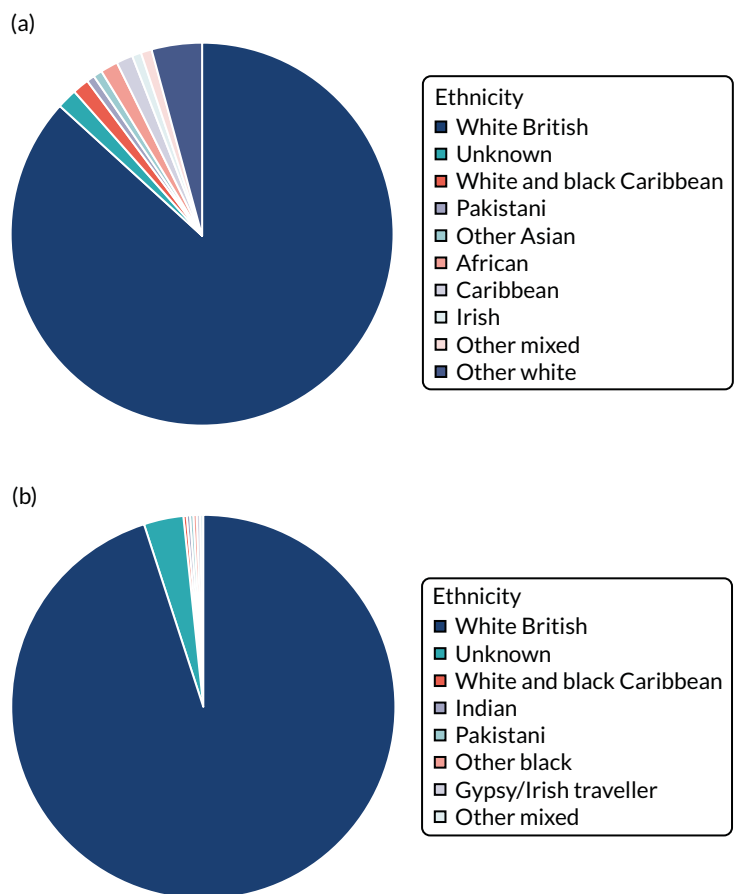 (a)
Ethnicity
White British
Unknown
White and black Caribbean
Pakistani
Other Asian
African
Caribbean
Irish
Other mixed
Other white
(b)
Ethnicity
White British
Unknown
White and black Caribbean
Indian
Pakistani
Other black
Gypsy/Irish traveller
Other mixed